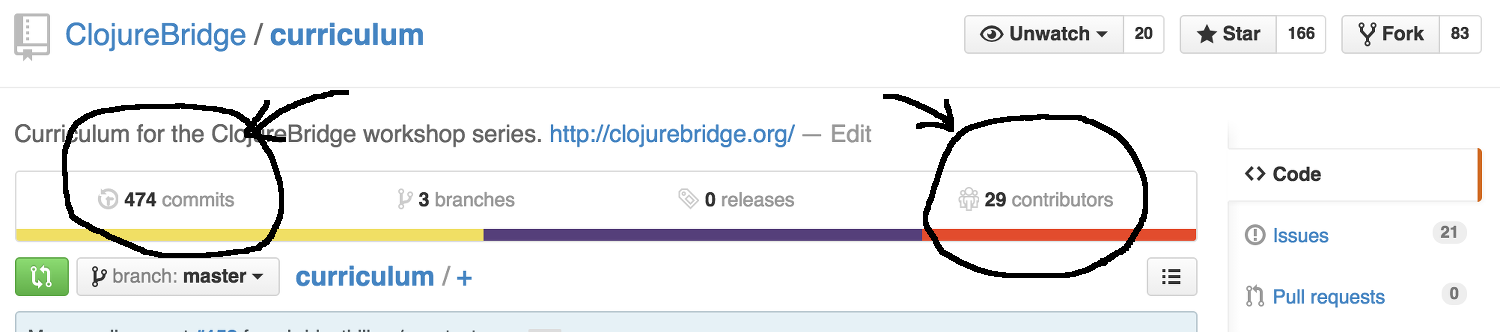 ClojureBridge / curriculum
Unwatch 20 Star 166 Fork 83
Curriculum for the ClojureBridge workshop series. http://clojurebridge.org/ — Edit
474 commits 3 branches 0 releases 29 contributors
branch: master curriculum / +
Code
Issues 21
Pull requests 0